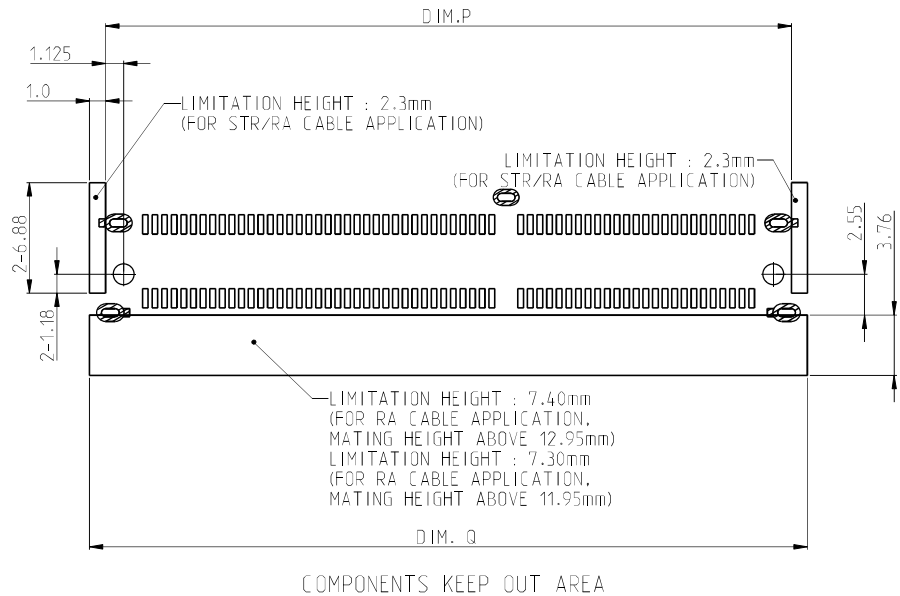 DIM.P
1.125
1.0
LIMITATION HEIGHT : 2.3mm
(FOR STR/RA CABLE APPLICATION)
LIMITATION HEIGHT : 2.3mm
(FOR STR/RA CABLE APPLICATION)
2-6.88
2.55
3.76
2-1.18
LIMITATION HEIGHT : 7.40mm
(FOR RA CABLE APPLICATION,
MATING HEIGHT ABOVE 12.95mm)
LIMITATION HEIGHT : 7.30mm
(FOR RA CABLE APPLICATION,
MATING HEIGHT ABOVE 11.95mm)
DIM. Q
COMPONENTS KEEP OUT AREA